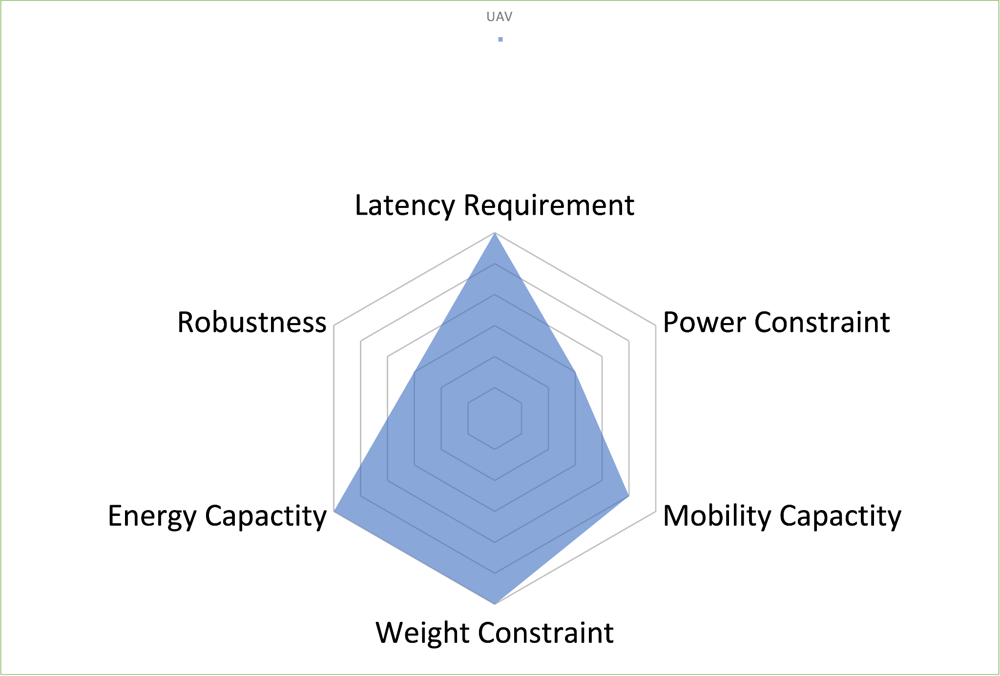 UAV
Latency Requirement
Robustness
Power Constraint
Energy Capactity
Mobility Capactity
Weight Constraint